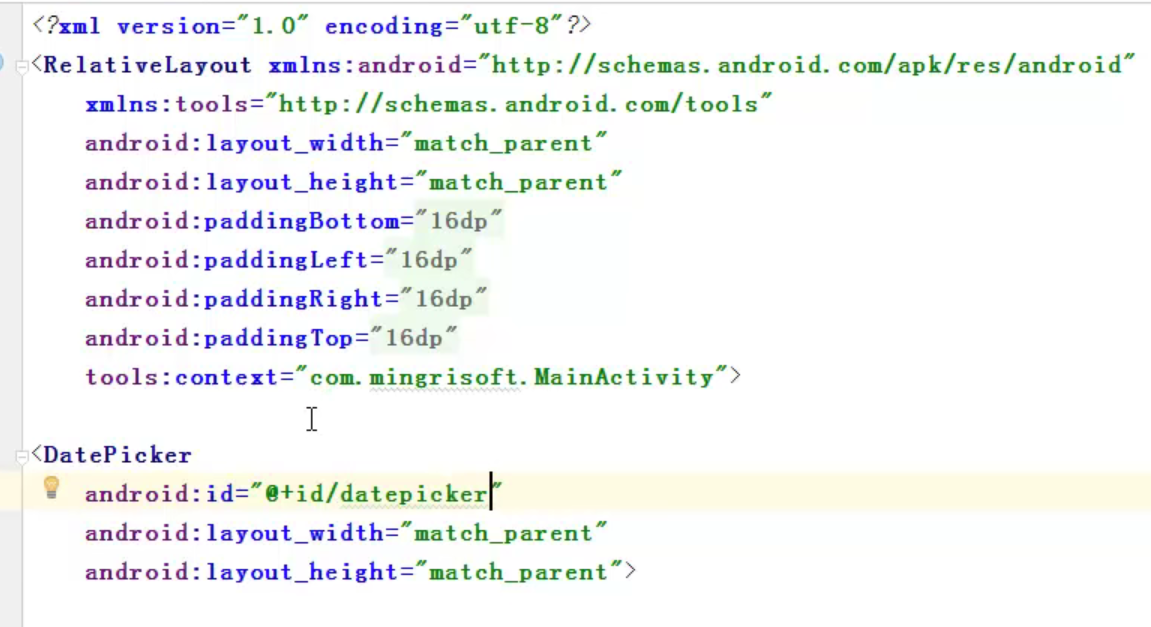 <?xml version="1.0" encoding="utf-8"?>
<RelativeLayout xmlns:android="http://schemas.android.com/apk/res/android"
    xmlns:tools="http://schemas.android.com/tools"
    android:layout_width="match_parent"
    android:layout_height="match_parent"
    android:paddingBottom="16dp"
    android:paddingLeft="16dp"
    android:paddingRight="16dp"
    android:paddingTop="16dp"
    tools:context="com.mingrisoft.MainActivity">
<DatePicker
    android:id="@+id/datepicker"
    android:layout_width="match_parent"
    android:layout_height="match_parent">